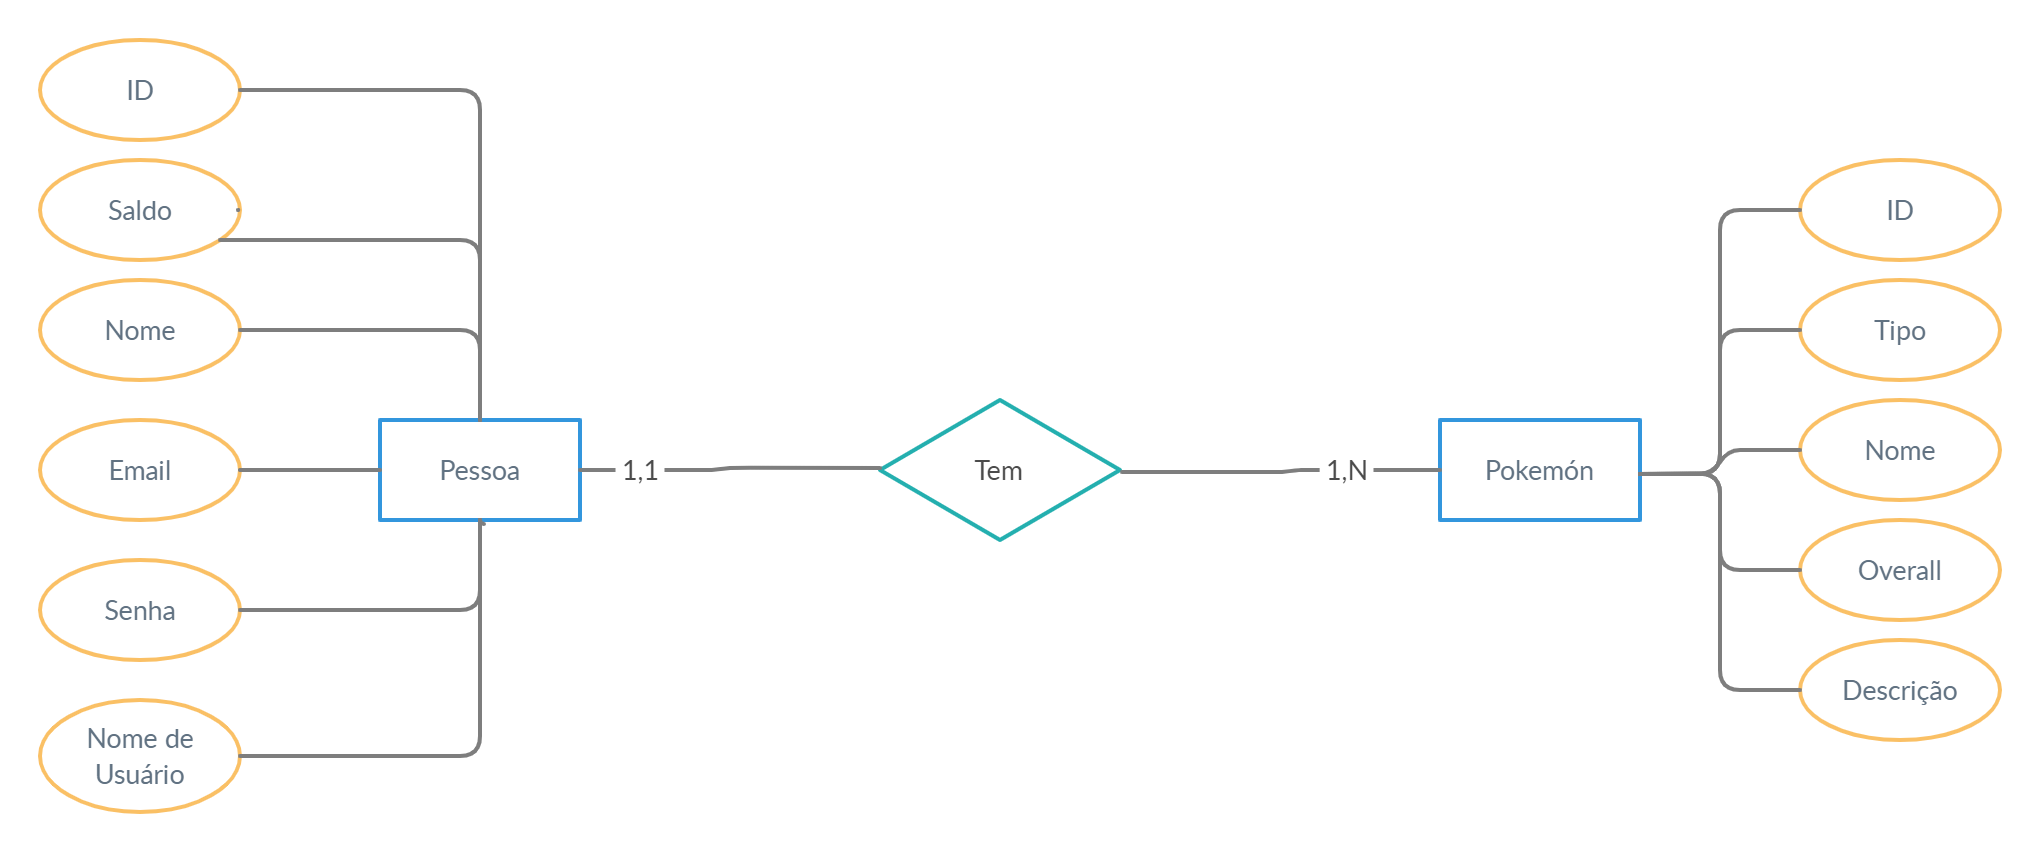 ID
Saldo
Nome
Email
Senha
Nome de
Usuário
Pessoa
1,1
Tem
1,N
Pokemón
ID
Tipo
Nome
Overall
Descrição